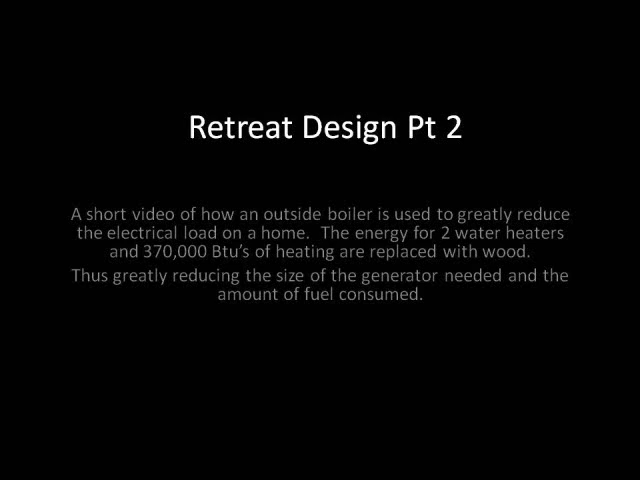 Retreat Design Pt 2
A short video of how an outside boiler is used to greatly reduce
the electrical load on a home.  The energy for 2 water heaters
and 370,000 Btu's of heating are replaced with wood.
Thus greatly reducing the size of the generator needed and the
amount of fuel consumed.